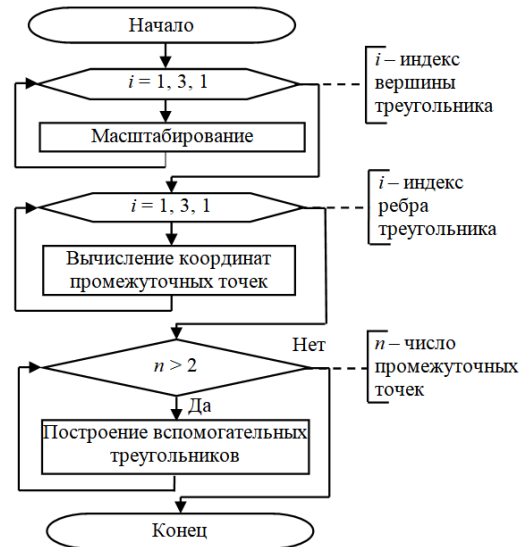 Начало
i = 1, 3, 1
i – индекс
вершины
треугольника
Масштабирование
i = 1, 3, 1
i – индекс
ребра
треугольника
Вычисление координат
промежуточных точек
n > 2
Нет
n – число
промежуточных
точек
Да
Построение вспомогательных
треугольников
Конец